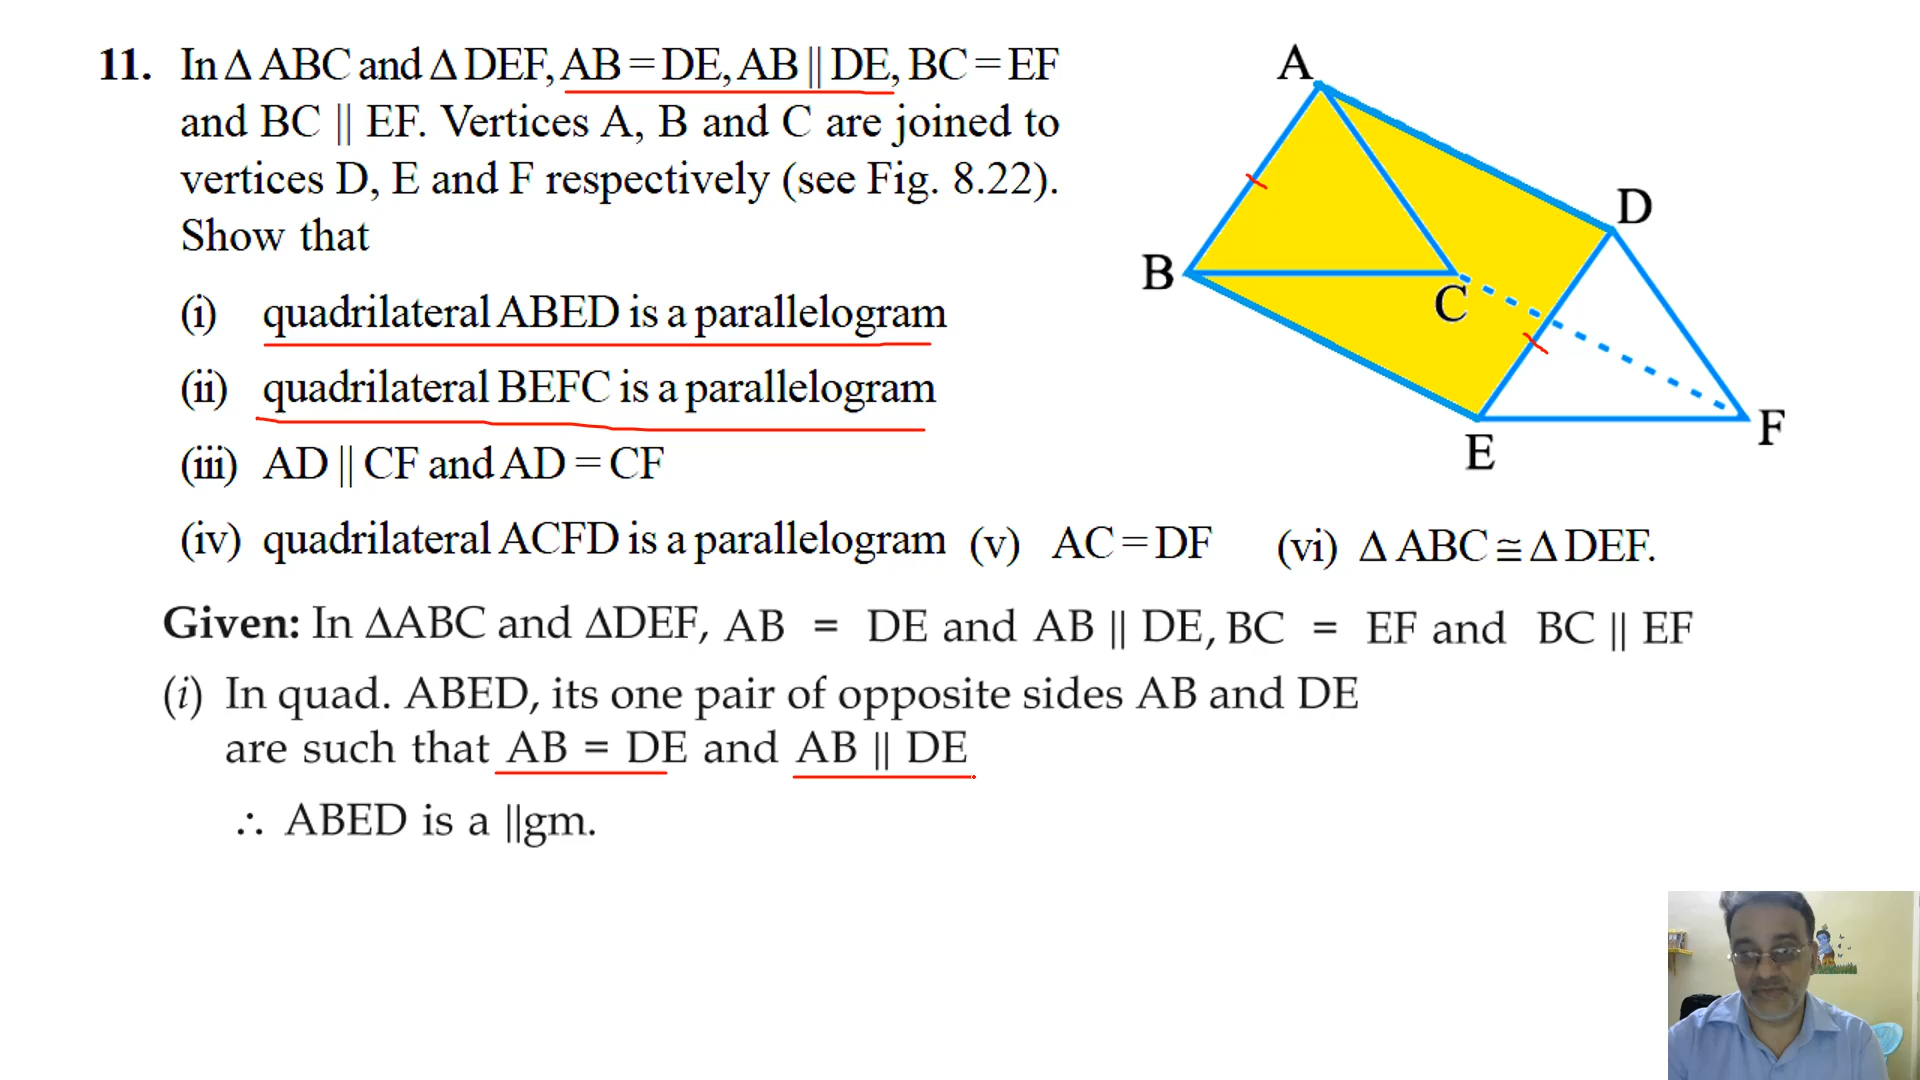 11. In Δ ABC and Δ DEF, AB = DE, AB || DE, BC = EF
and BC || EF. Vertices A, B and C are joined to
vertices D, E and F respectively (see Fig. 8.22).
Show that
(i) quadrilateral ABED is a parallelogram
(ii) quadrilateral BEFC is a parallelogram
(iii) AD || CF and AD = CF
(iv) quadrilateral ACFD is a parallelogram (v) AC = DF (vi) Δ ABC ≅ Δ DEF.
A
D
B
C
F
E
Given: In ΔABC and ΔDEF, AB = DE and AB || DE, BC = EF and BC || EF
(i) In quad. ABED, its one pair of opposite sides AB and DE
are such that AB = DE and AB || DE
∴ ABED is a ||gm.